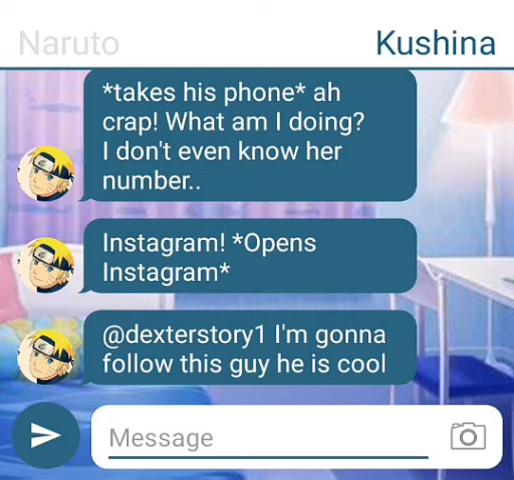 Naruto Kushina
*takes his phone* ah
crap! What am I doing?
I don't even know her
number..
Instagram! *Opens
Instagram*
@dexterstory1 I'm gonna
follow this guy he is cool
Message